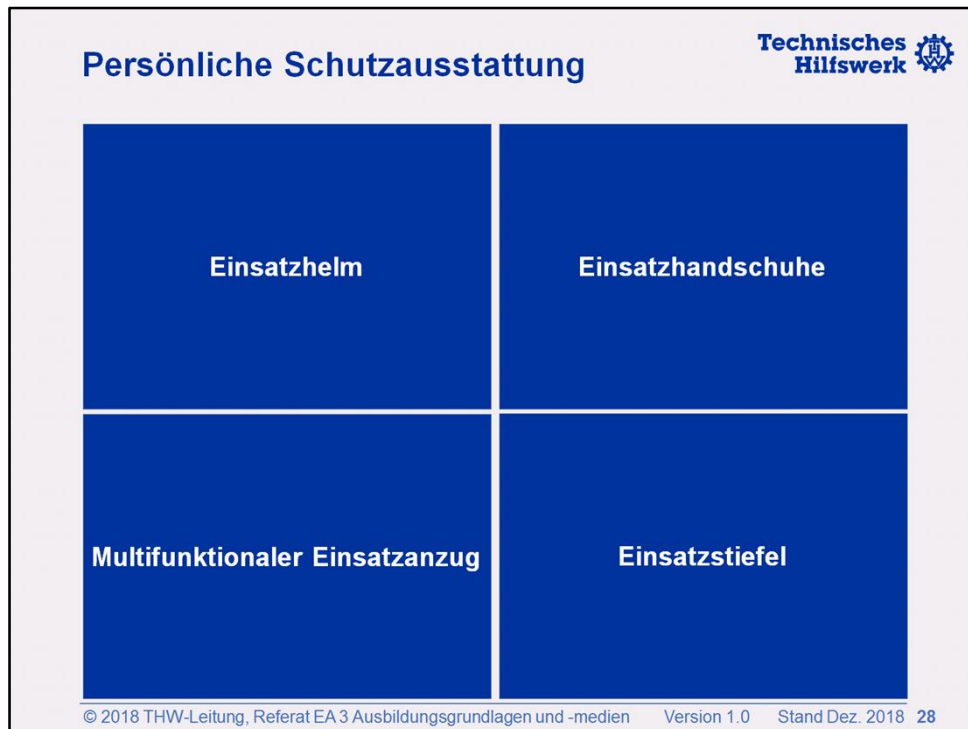 Persönliche Schutzausstattung
Technisches
Hilfswerk
THW
Einsatzhelm
Einsatzhandschuhe
Multifunktionaler Einsatzanzug
Einsatzstiefel
© 2018 THW-Leitung, Referat EA 3 Ausbildungsgrundlagen und -medien Version 1.0 Stand Dez. 2018 28